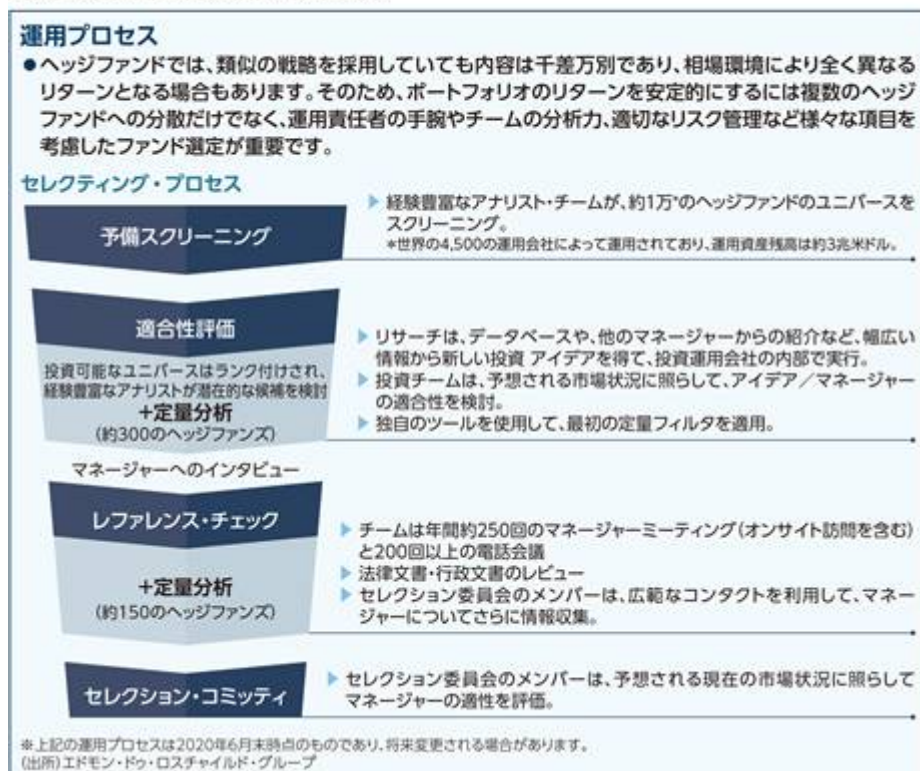 運用プロセス
●ヘッジファンドでは、類似の戦略を採用していても内容は千差万別であり、相場環境により全く異なる
リターンとなる場合もあります。そのため、ポートフォリオのリターンを安定的にするには複数のヘッジ
ファンドへの分散だけでなく、運用責任者の手腕やチームの分析力、適切なリスク管理など様々な項目を
考慮したファンド選定が重要です。
セレクティング・プロセス
予備スクリーニング
▶ 経験豊富なアナリスト・チームが、約1万*のヘッジファンドのユニバースを
スクリーニング。
*世界の4,500の運用会社によって運用されており、運用資産残高は約3兆米ドル。
適合性評価
投資可能なユニバースはランク付けされ、
経験豊富なアナリストが潜在的な候補を検討
+定量分析
(約300のヘッジファンズ)
▶ リサーチは、データベースや、他のマネージャーからの紹介など、幅広い
情報から新しい投資 アイデアを得て、投資運用会社の内部で実行。
▶ 投資チームは、予想される市場状況に照らして、アイデア／マネージャー
の適合性を検討。
▶ 独自のツールを使用して、最初の定量フィルタを適用。
マネージャーへのインタビュー
レファレンス・チェック
+定量分析
(約150のヘッジファンズ)
▶ チームは年間約250回のマネージャーミーティング(オンサイト訪問を含む)
と200回以上の電話会議
▶ 法律文書・行政文書のレビュー
▶ セレクション委員会のメンバーは、広範なコンタクトを利用して、マネー
ジャーについてさらに情報収集。
セレクション・コミッティ
▶ セレクション委員会のメンバーは、予想される現在の市場状況に照らして
マネージャーの適性を評価。
※上記の運用プロセスは2020年6月末時点のものであり、将来変更される場合があります。
(出所)エドモン・ドゥ・ロスチャイルド・グループ